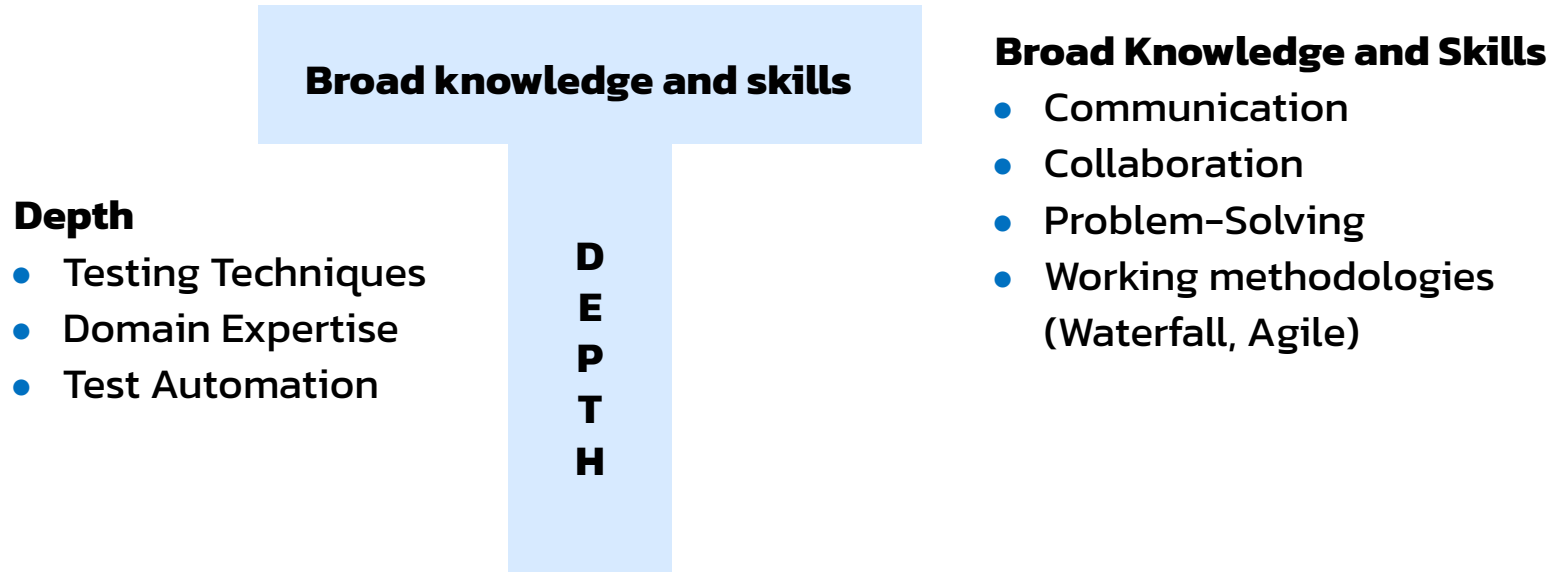 Broad knowledge and skills
Depth
Testing Techniques
Domain Expertise
Test Automation
D
E
P
T
H
Broad Knowledge and Skills
Communication
Collaboration
Problem-Solving
Working methodologies
(Waterfall, Agile)